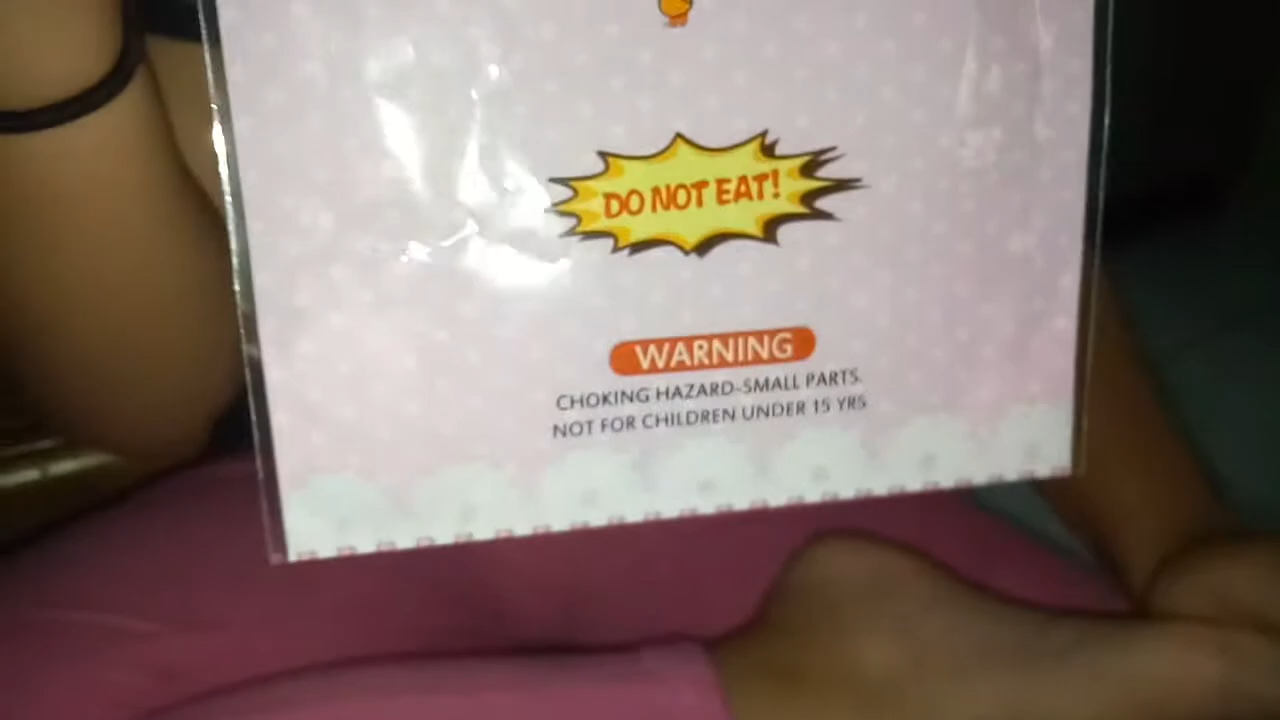 DO NOT EAT!
WARNING
CHOKING HAZARD-SMALL PARTS.
NOT FOR CHILDREN UNDER 15 YRS